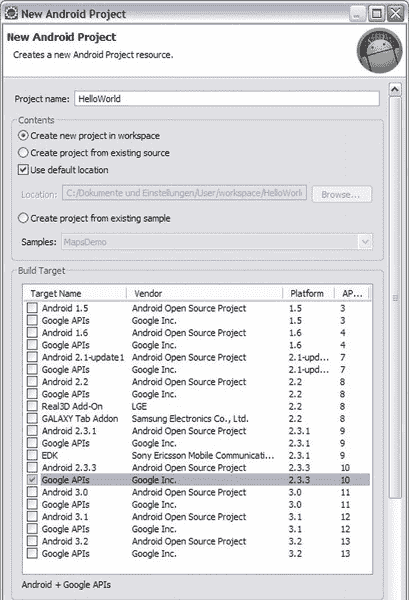 New Android Project
New Android Project
Creates a new Android Project resource.
Project name: HelloWorld
Contents
Create new project in workspace
Create project from existing source
Use default location
Location: C:/Dokumente und Einstellungen/User/workspace/HelloWorld Browse...
Create project from existing sample
Samples: MapsDemo
Build Target
Target Name Vendor Platform AP...
Android 1.5 Android Open Source Project 1.5 3
Google APIs Google Inc. 1.5 3
Android 1.6 Android Open Source Project 1.6 4
Google APIs Google Inc. 1.6 4
Android 2.1-update1 Android Open Source Project 2.1-upd... 7
Google APIs Google Inc. 2.1-upd... 7
Android 2.2 Android Open Source Project 2.2 8
Google APIs Google Inc. 2.2 8
Real3D Add-On LGE 2.2 8
GALAXY Tab Addon Samsung Electronics Co., Ltd. 2.2 8
Android 2.3.1 Android Open Source Project 2.3.1 9
Google APIs Google Inc. 2.3.1 9
EDK Sony Ericsson Mobile Communicati... 2.3.1 9
Android 2.3.3 Android Open Source Project 2.3.3 10
Google APIs Google Inc. 2.3.3 10
Android 3.0 Android Open Source Project 3.0 11
Google APIs Google Inc. 3.0 11
Android 3.1 Android Open Source Project 3.1 12
Google APIs Google Inc. 3.1 12
Android 3.2 Android Open Source Project 3.2 13
Google APIs Google Inc. 3.2 13
Android + Google APIs